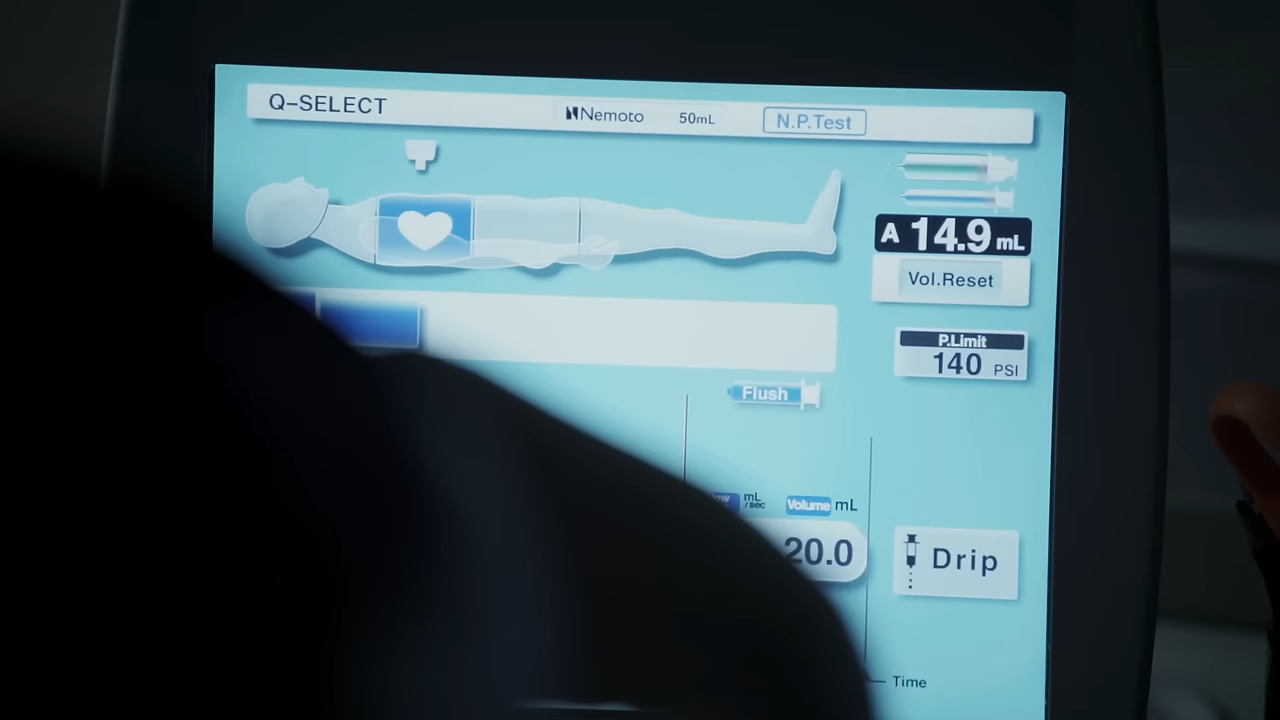 Q-SELECT
Nemoto 50mL N.P.Test
A 14.9 mL
Vol.Reset
P.Limit
140 PSI
Flush
mL
/sec
Volume mL
20.0
Drip
Time